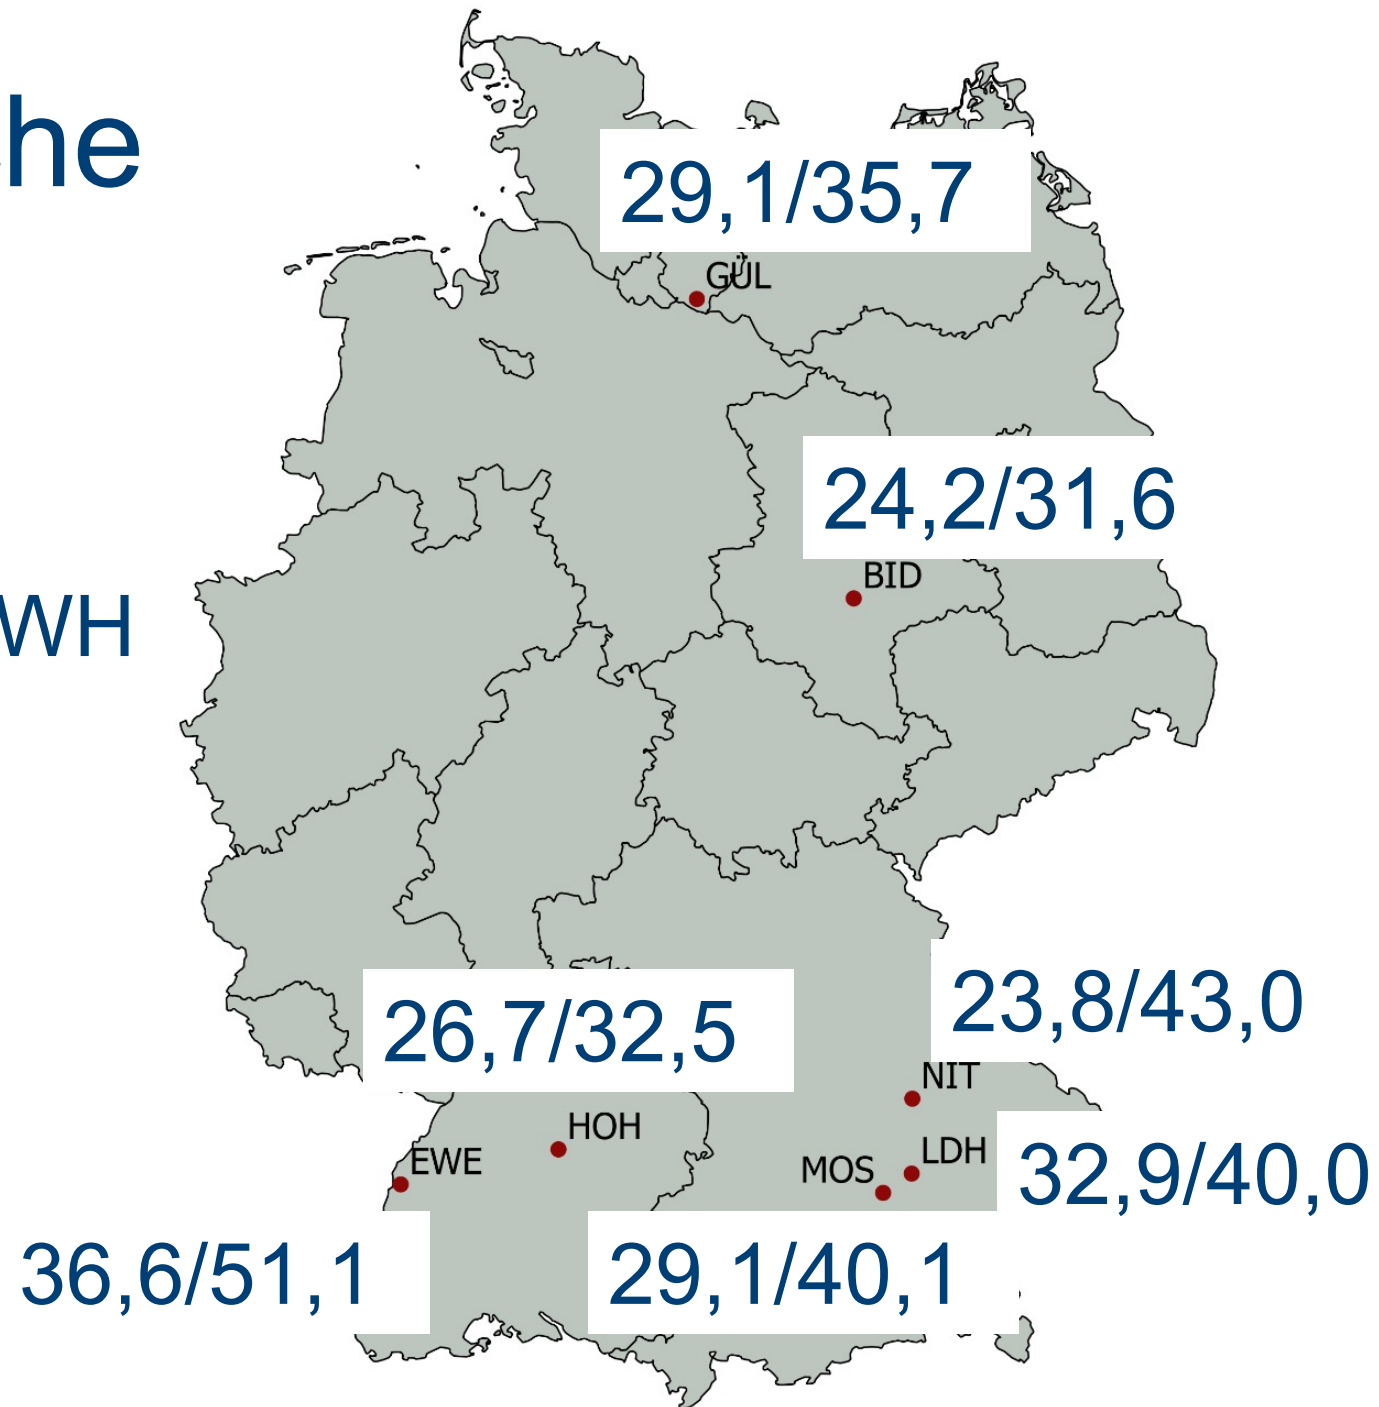 he
29,1/35,7
GÜL
24,2/31,6
BID
WH
23,8/43,0
26,7/32,5
NIT
HOH
LDH
EWE
MOS
32,9/40,0
36,6/51,1
29,1/40,1